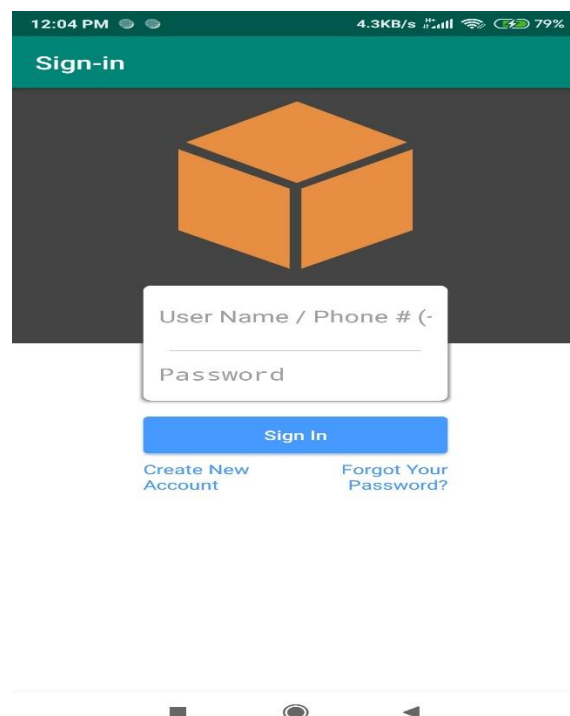 12:04 PM 4.3KB/s 79%
Sign-in
User Name / Phone # (-
Password
Sign In
Create New
Account
Forgot Your
Password?